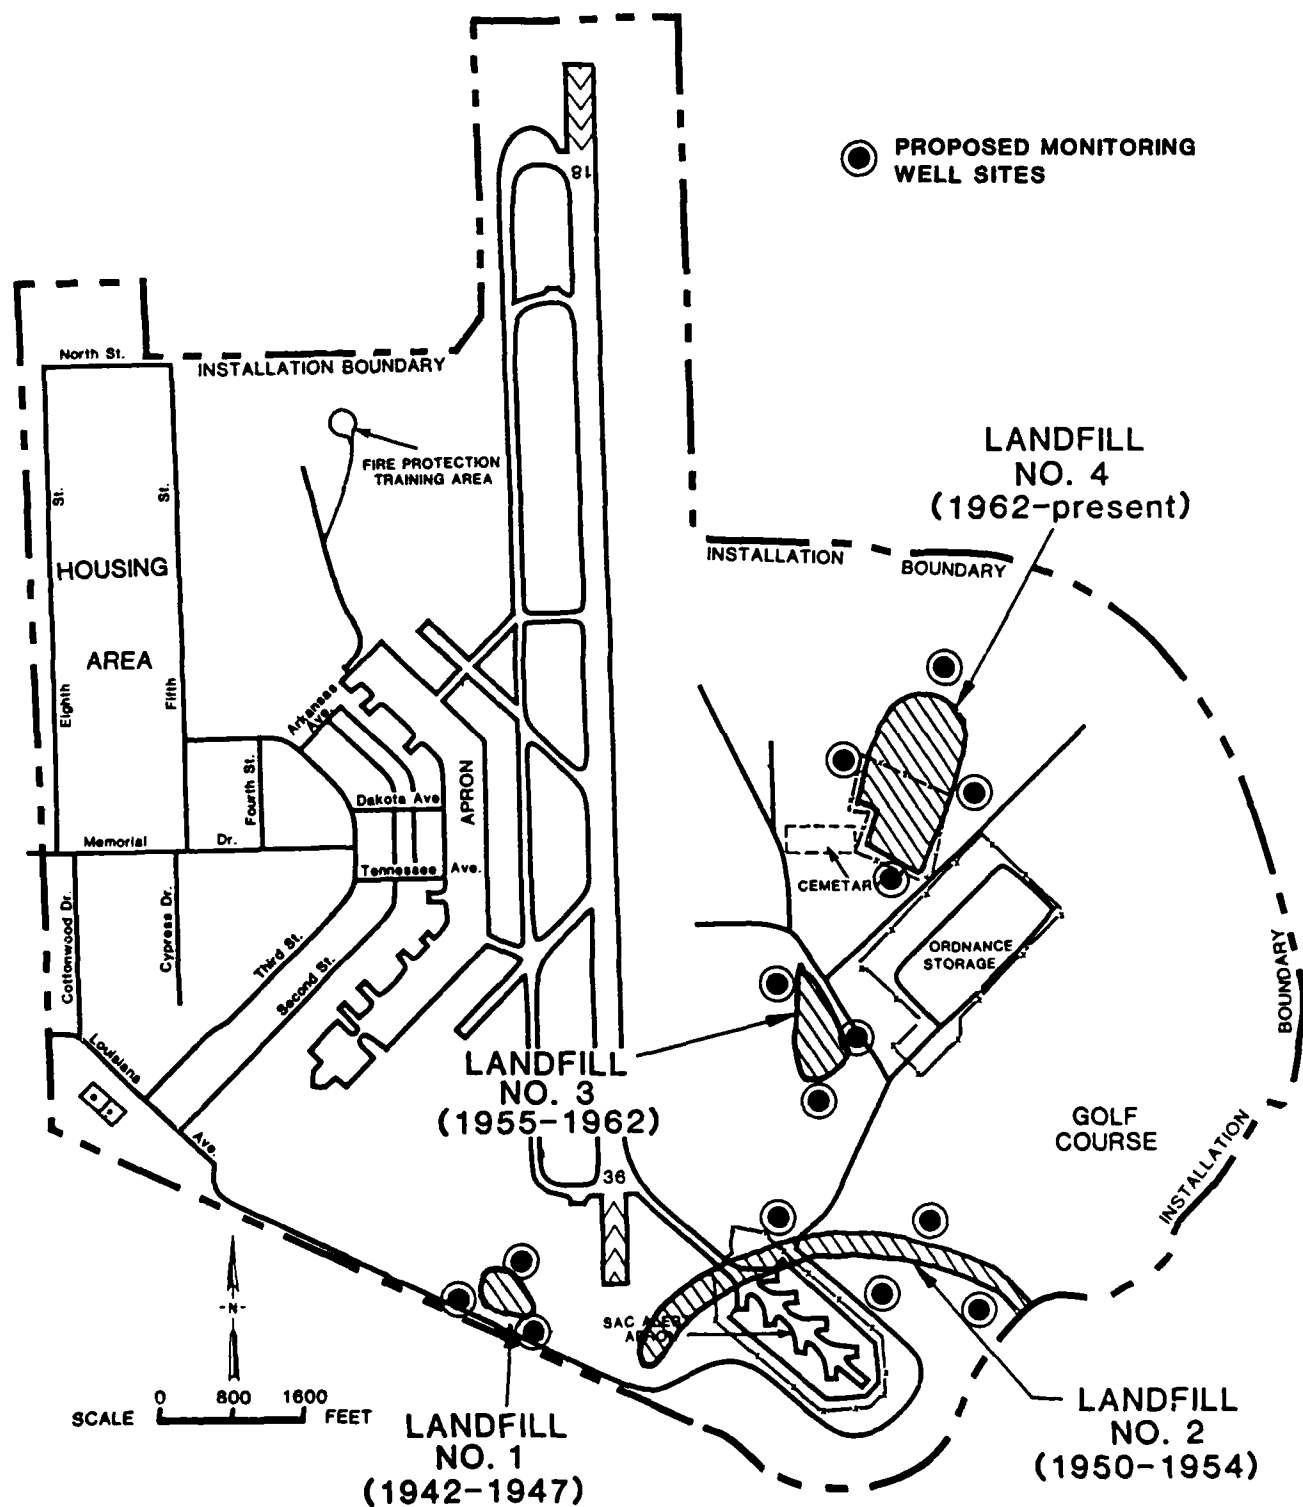 18
PROPOSED MONITORING
WELL SITES
North St.
INSTALLATION BOUNDARY
FIRE PROTECTION
TRAINING AREA
LANDFILL
NO. 4
(1962-present)
INSTALLATION
BOUNDARY
St.
St.
HOUSING
AREA
Eighth
Fifth
Arkansas
Ave.
Fourth St.
Dakota Ave
APRON
Memorial
Dr.
Tennessee
Ave.
CEMETAR
Cottonwood Dr.
Cypress Dr.
Third St.
Second St.
ORDNANCE
STORAGE
BOUNDARY
Louisiana
Ave.
LANDFILL
NO. 3
(1955-1962)
GOLF
COURSE
INSTALLATION
36
-N-
SAC
SCALE
0 800 1600
FEET
LANDFILL
NO. 1
(1942-1947)
LANDFILL
NO. 2
(1950-1954)